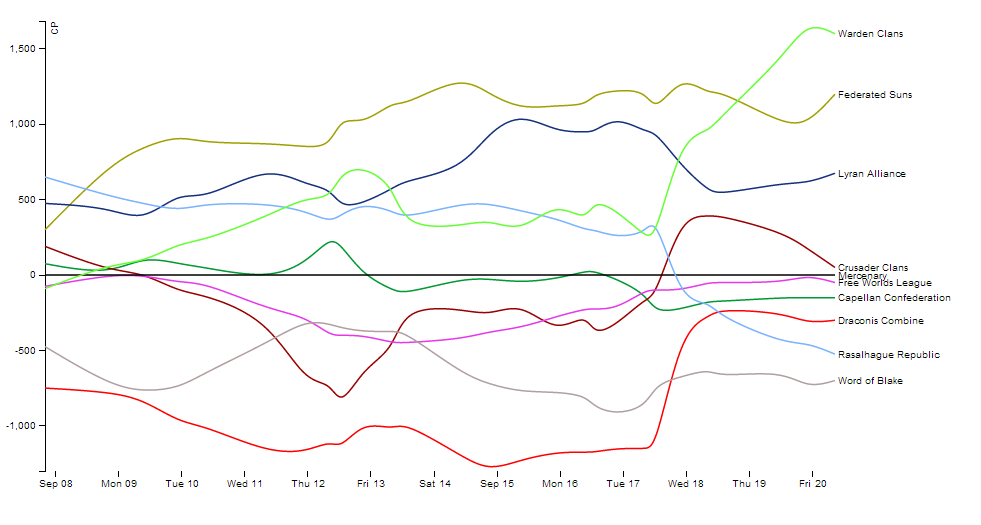 CP
1,500
1,000
500
0
-500
-1,000
Warden Clans
Federated Suns
Lyran Alliance
Crusader Clans
Mercenary
Free Worlds League
Capellan Confederation
Draconis Combine
Rasalhague Republic
Word of Blake
Sep 08 Mon 09 Tue 10 Wed 11 Thu 12 Fri 13 Sat 14 Sep 15 Mon 16 Tue 17 Wed 18 Thu 19 Fri 20